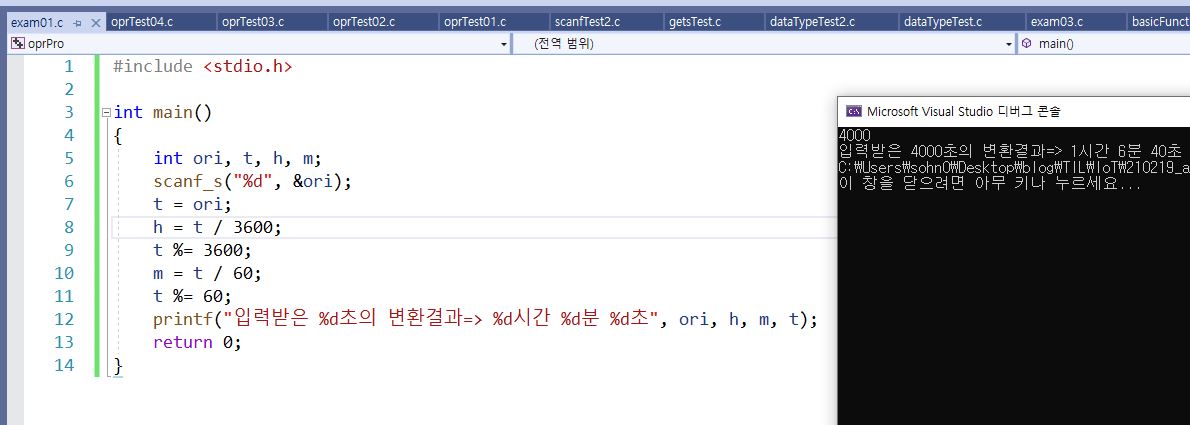 exam01.c oprTest04.c oprTest03.c oprTest02.c oprTest01.c scanfTest2.c getsTest.c dataTypeTest2.c dataTypeTest.c exam03.c basicFunct
oprPro (전역 범위) main()
1 #include <stdio.h>
2
3 int main()
4 {
5 int ori, t, h, m;
6 scanf_s("%d", &ori);
7 t = ori;
8 h = t / 3600;
9 t %= 3600;
10 m = t / 60;
11 t %= 60;
12 printf("입력받은 %d초의 변환결과=> %d시간 %d분 %d초", ori, h, m, t);
13 return 0;
14 }
Microsoft Visual Studio 디버그 콘솔
4000
입력받은 4000초의 변환결과=> 1시간 6분 40초
C:₩Users₩sohn0₩Desktop₩blog₩TIL₩IoT₩210219_a
이 창을 닫으려면 아무 키나 누르세요...